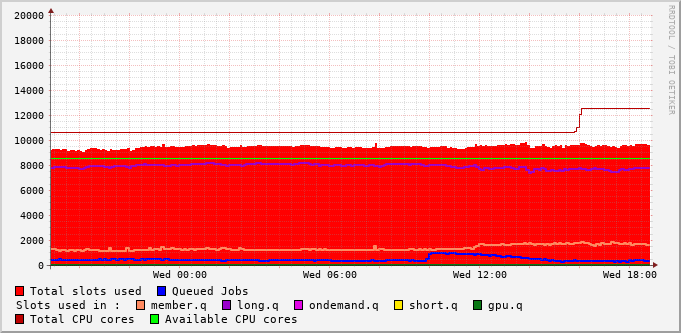 RRDTOOL / TOBI OETIKER
20000
18000
16000
14000
12000
10000
8000
6000
4000
2000
0
Wed 00:00 Wed 06:00 Wed 12:00 Wed 18:00
Total slots used Queued Jobs
Slots used in : member.q long.q ondemand.q short.q gpu.q
Total CPU cores Available CPU cores